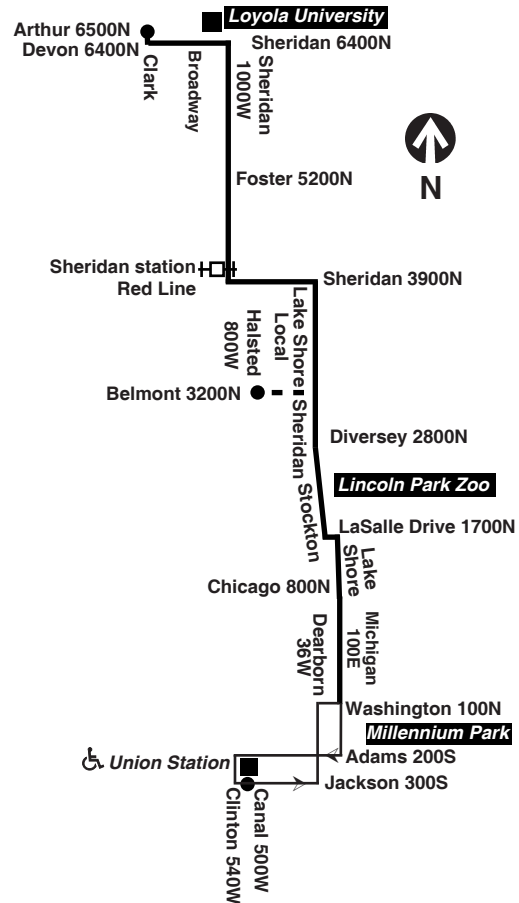 Loyola University
Arthur 6500N
Devon 6400N
Sheridan 6400N
Clark
Broadway
Sheridan
1000W
N
Foster 5200N
Sheridan station
Red Line
Sheridan 3900N
Lake Shore
Local
Halsted
800W
Belmont 3200N
Sheridan
Diversey 2800N
Stockton
Lincoln Park Zoo
LaSalle Drive 1700N
Lake
Shore
Chicago 800N
Dearborn
36W
Michigan
100E
Washington 100N
Millennium Park
Adams 200S
Union Station
Jackson 300S
Canal 500W
Clinton 540W